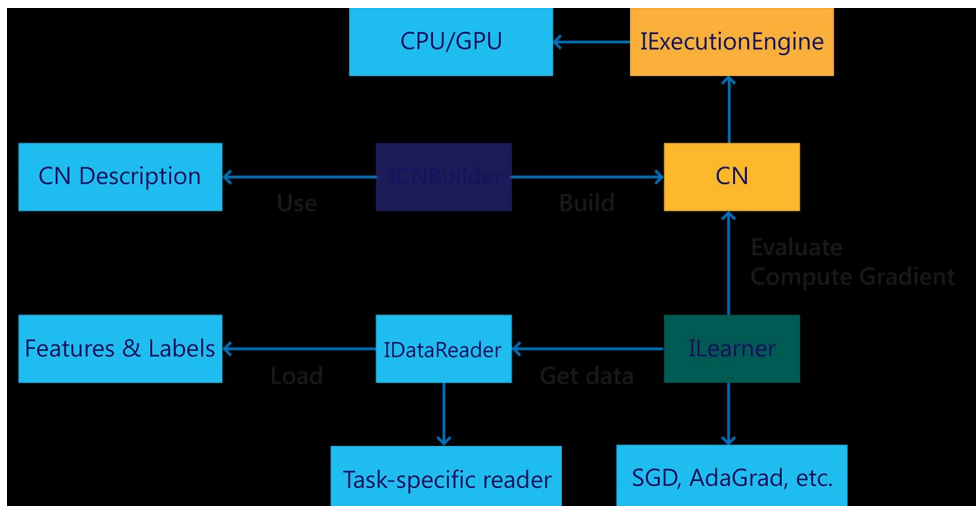 CPU/GPU
IExecutionEngine
CN Description
ICNBuilder
CN
Use
Build
Evaluate
Compute Gradient
Features & Labels
IDataReader
ILearner
Load
Get data
Task-specific reader
SGD, AdaGrad, etc.